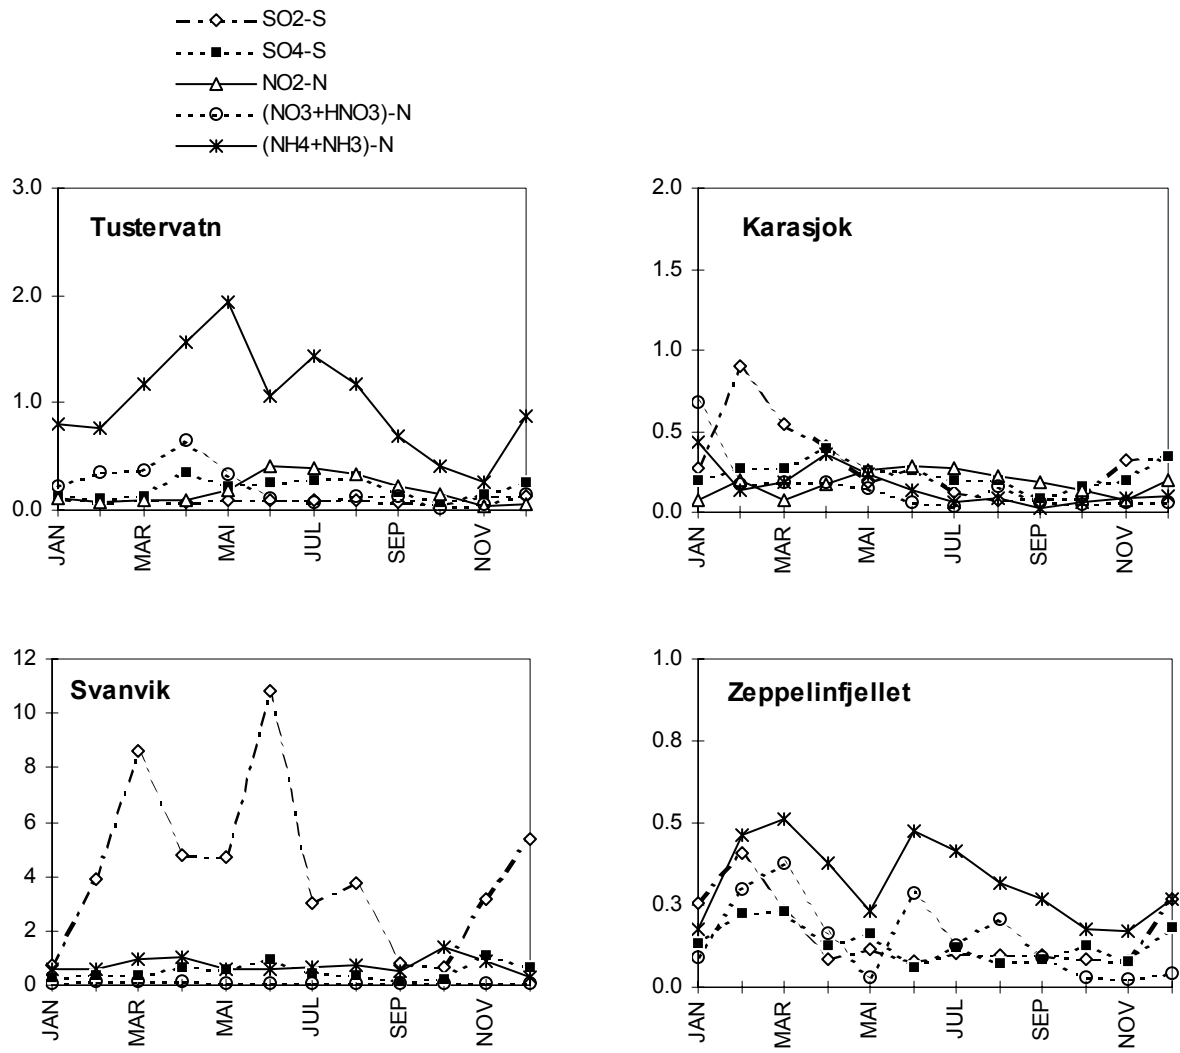 SO2-S
SO4-S
NO2-N
(NO3+HNO3)-N
(NH4+NH3)-N
Tustervatn
3.0
2.0
1.0
0.0
JAN
MAR
MAI
JUL
SEP
NOV
Karasjok
2.0
1.5
1.0
0.5
0.0
JAN
MAR
MAI
JUL
SEP
NOV
Svanvik
12
10
8
6
4
2
0
JAN
MAR
MAI
JUL
SEP
NOV
Zeppelinfjellet
1.0
0.8
0.5
0.3
0.0
JAN
MAR
MAI
JUL
SEP
NOV